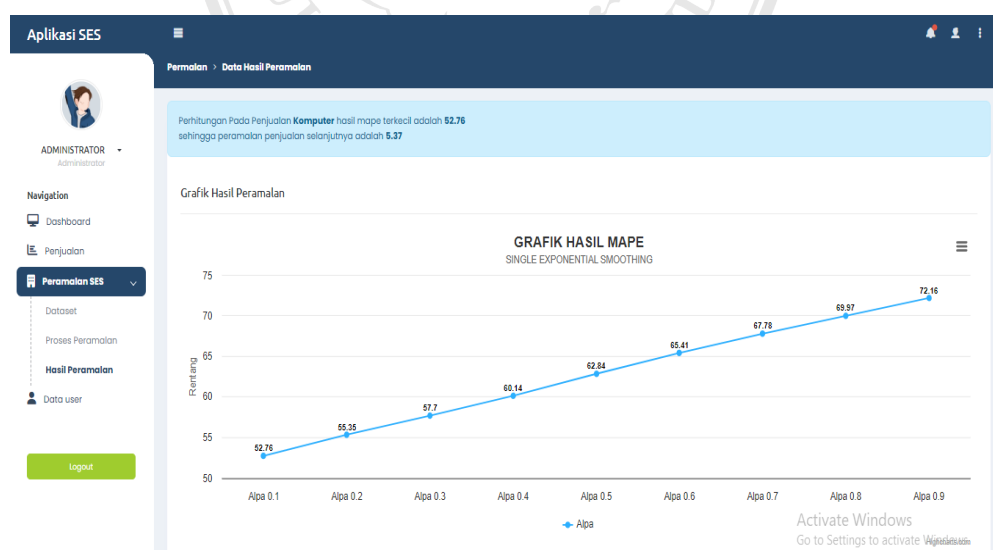 Aplikasi SES
Permalan > Data Hasil Peramalan
ADMINISTRATOR
Administrator
Navigation
Dashboard
Penjualan
Peramalan SES
Dataset
Proses Peramalan
Hasil Peramalan
Data user
Logout
Perhitungan Pada Penjualan Komputer hasil mape terkecil adalah 52.76
sehingga peramalan penjualan selanjutnya adalah 5.37
Grafik Hasil Peramalan
GRAFIK HASIL MAPE
SINGLE EXPONENTIAL SMOOTHING
Rentang
75
70
65
60
55
50
52.76
55.35
57.7
60.14
62.84
65.41
67.78
69.97
72.16
Alpa 0.1
Alpa 0.2
Alpa 0.3
Alpa 0.4
Alpa 0.5
Alpa 0.6
Alpa 0.7
Alpa 0.8
Alpa 0.9
Alpa
Activate Windows
Go to Settings to activate Windows.